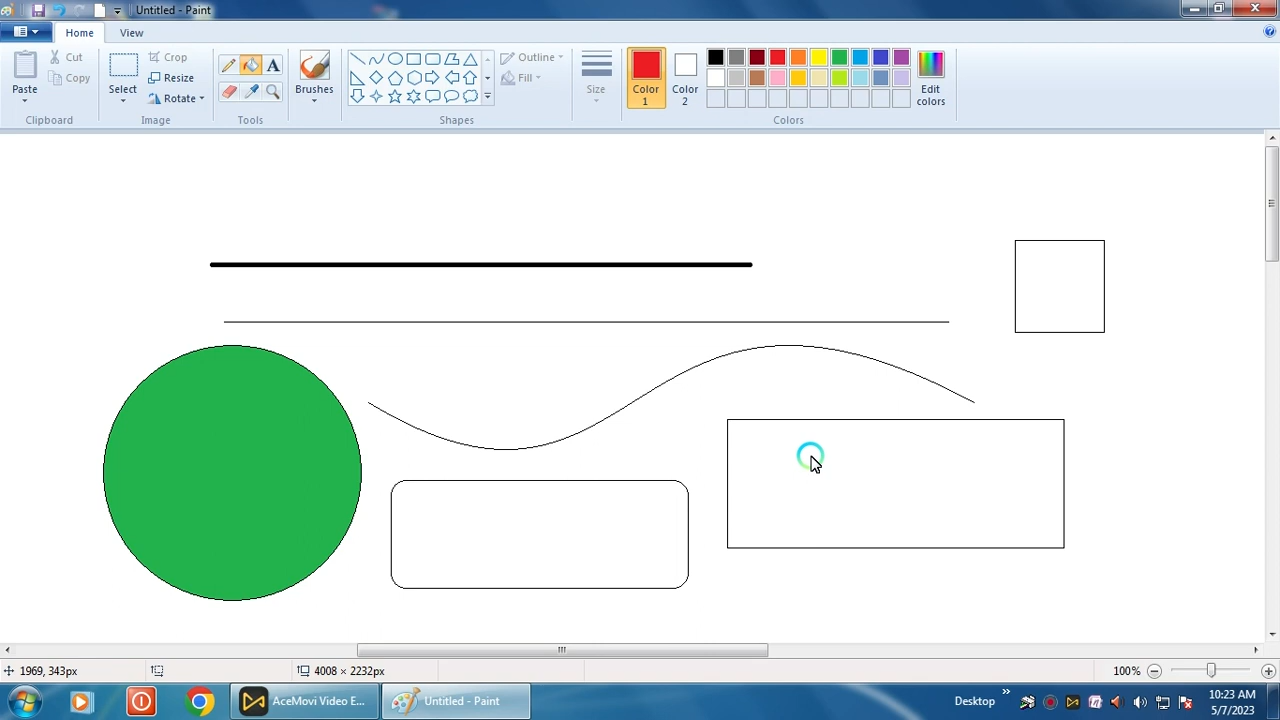 Untitled - Paint
Home View
Paste
Cut
Copy
Clipboard
Select
Crop
Resize
Rotate
Image
Tools
Brushes
Outline
Fill
Shapes
Size
Color 1
Color 2
Edit colors
Colors
1969, 343px
4008 × 2232px
100%
AceMovi Video E...
Untitled - Paint
Desktop
10:23 AM
5/7/2023